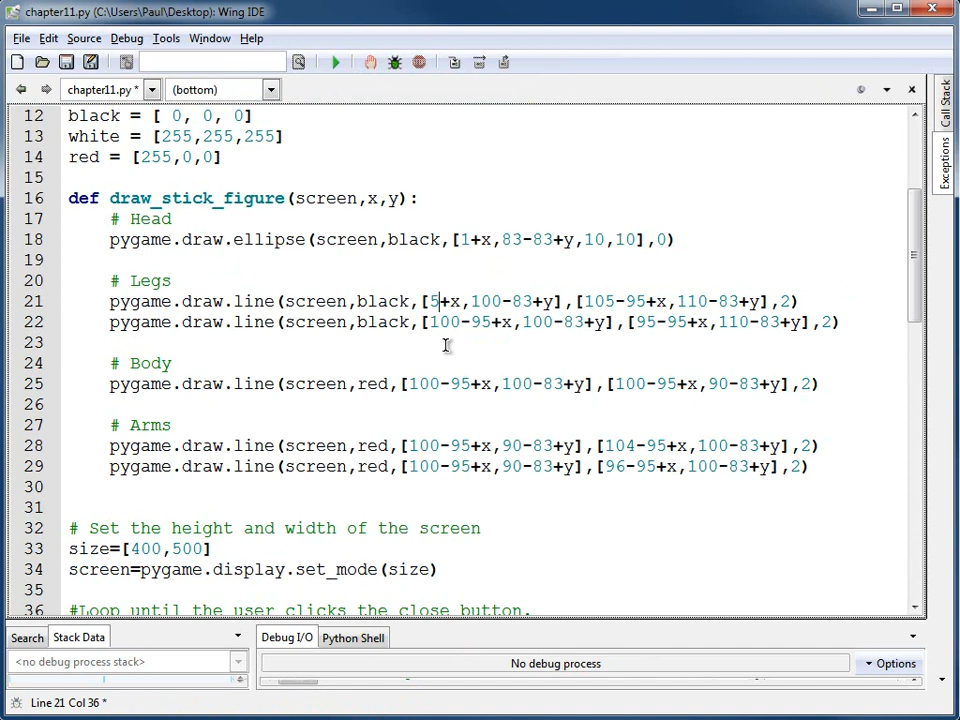 chapter11.py (C:\Users\Paul\Desktop): Wing IDE
File Edit Source Debug Tools Window Help
chapter11.py * (bottom)
12 black = [ 0, 0, 0]
13 white = [255,255,255]
14 red = [255,0,0]
15
16 def draw_stick_figure(screen,x,y):
17 # Head
18 pygame.draw.ellipse(screen,black,[1+x,83-83+y,10,10],0)
19
20 # Legs
21 pygame.draw.line(screen,black,[5+x,100-83+y],[105-95+x,110-83+y],2)
22 pygame.draw.line(screen,black,[100-95+x,100-83+y],[95-95+x,110-83+y],2)
23
24 # Body
25 pygame.draw.line(screen,red,[100-95+x,100-83+y],[100-95+x,90-83+y],2)
26
27 # Arms
28 pygame.draw.line(screen,red,[100-95+x,90-83+y],[104-95+x,100-83+y],2)
29 pygame.draw.line(screen,red,[100-95+x,90-83+y],[96-95+x,100-83+y],2)
30
31
32 # Set the height and width of the screen
33 size=[400,500]
34 screen=pygame.display.set_mode(size)
35
36 #Loop until the user clicks the close button.
Call Stack
Exceptions
Search Stack Data Debug I/O Python Shell
<no debug process stack> No debug process Options
Line 21 Col 36 *